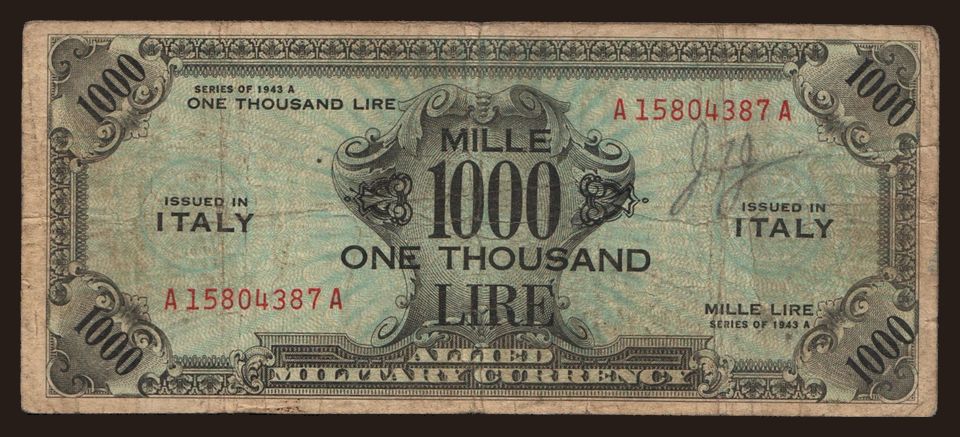 1000
1000
SERIES OF 1943 A
ONE THOUSAND LIRE
A 15804387 A
MILLE
1000
ISSUED IN
ITALY
ISSUED IN
ITALY
ONE THOUSAND
A 15804387 A
LIRE
MILLE LIRE
SERIES OF 1943 A
1000
1000
ALLIED
MILITARY CURRENCY